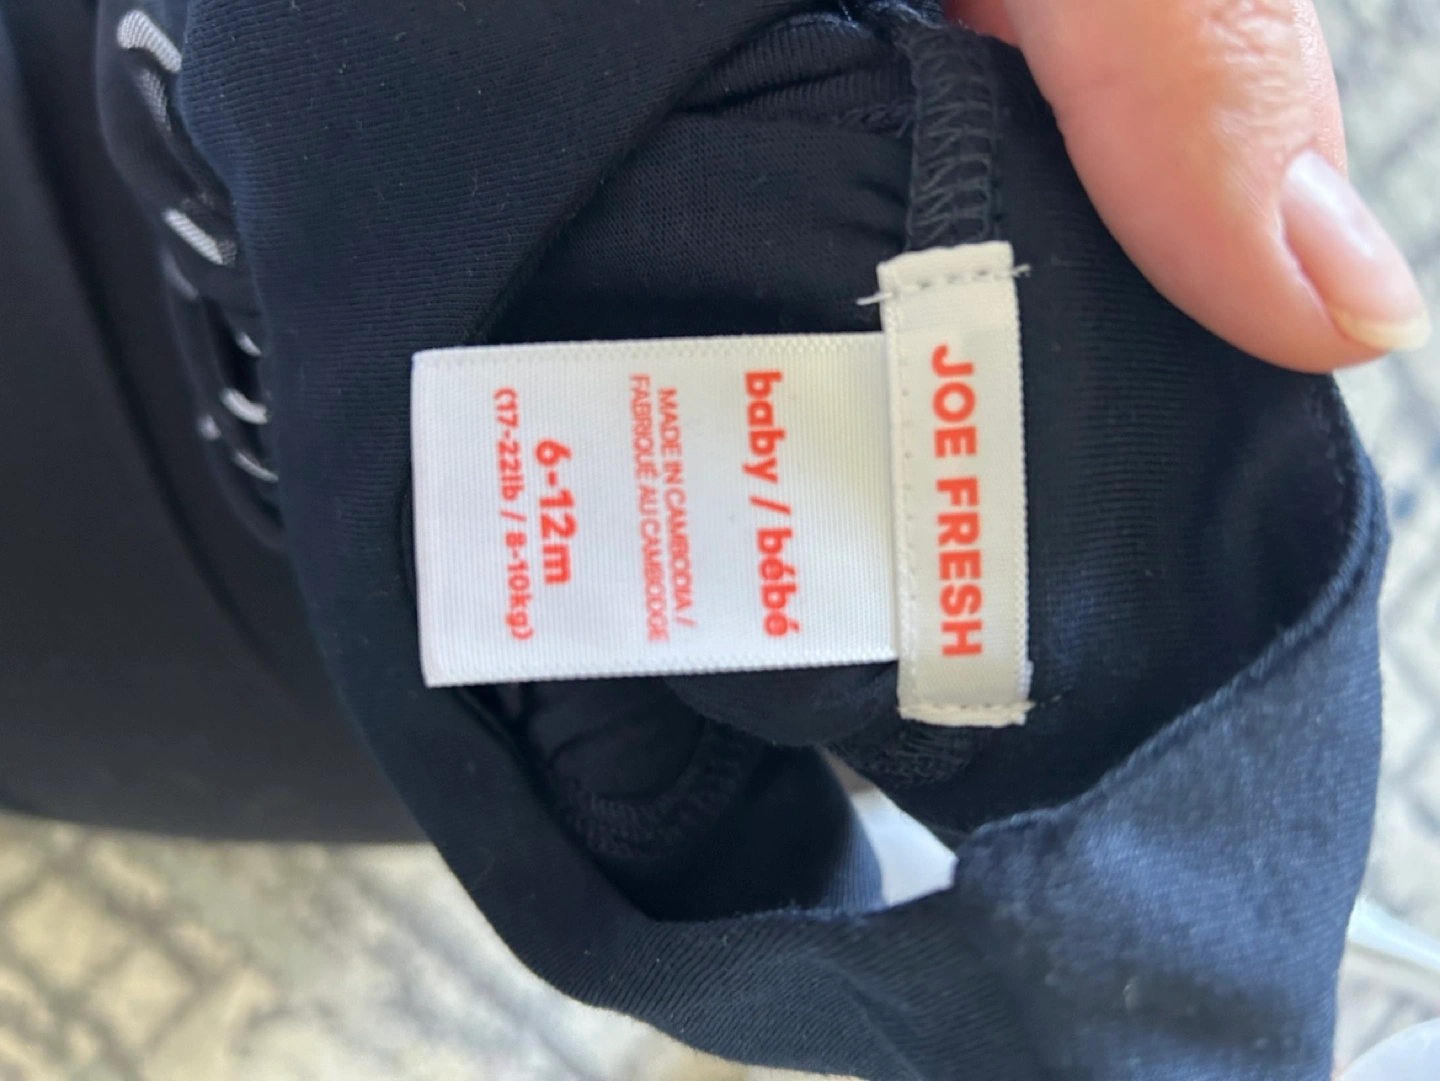 JOE FRESH
baby / bébé
MADE IN CAMBODIA /
FABRIQUÉ AU CAMBODGE
6-12m
(17-22lb / 8-10kg)